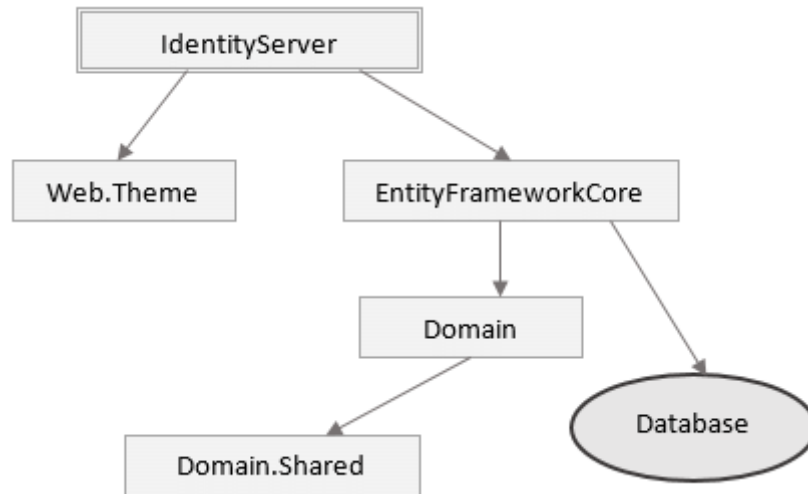 IdentityServer
Web.Theme
EntityFrameworkCore
Domain
Database
Domain.Shared